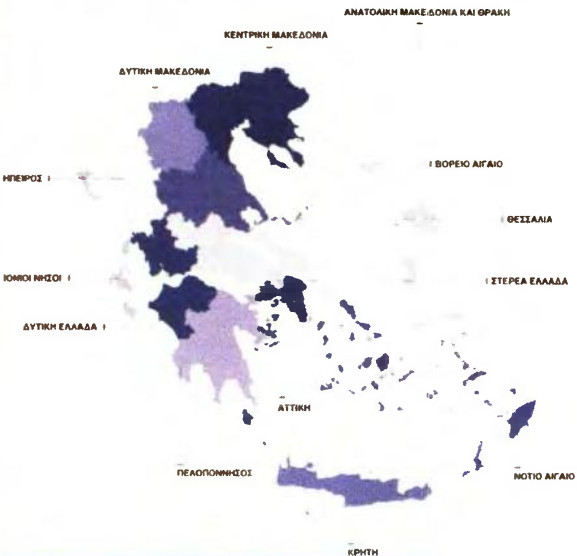 ΑΝΑΤΟΛΙΚΗ ΜΑΚΕΔΟΝΙΑ ΚΑΙ ΘΡΑΚΗ
ΚΕΝΤΡΙΚΗ ΜΑΚΕΔΟΝΙΑ
ΔΥΤΙΚΗ ΜΑΚΕΔΟΝΙΑ
ΒΟΡΕΙΟ ΑΙΓΑΙΟ
ΗΠΕΙΡΟΣ
ΘΕΣΣΑΛΙΑ
ΙΟΝΙΟΙ ΝΗΣΟΙ
ΣΤΕΡΕΑ ΕΛΛΑΔΑ
ΔΥΤΙΚΗ ΕΛΛΑΔΑ
ΑΤΤΙΚΗ
ΠΕΛΟΠΟΝΝΗΣΟΣ
ΝΟΤΙΟ ΑΙΓΑΙΟ
ΚΡΗΤΗ